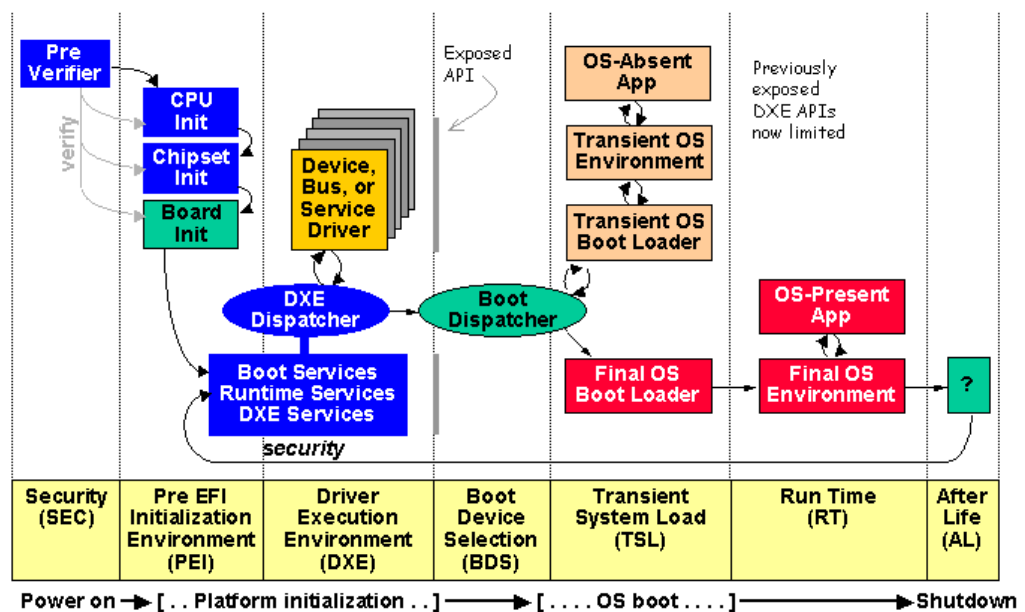 Pre
Verifier
verify
CPU
Init
Chipset
Init
Board
Init
Device,
Bus, or
Service
Driver
Exposed
API
OS-Absent
App
Transient OS
Environment
Transient OS
Boot Loader
Previously
exposed
DXE APIs
now limited
DXE
Dispatcher
Boot
Dispatcher
OS-Present
App
Boot Services
Runtime Services
DXE Services
Final OS
Boot Loader
Final OS
Environment
?
security
Security
(SEC)
Pre EFI
Initialization
Environment
(PEI)
Driver
Execution
Environment
(DXE)
Boot
Device
Selection
(BDS)
Transient
System Load
(TSL)
Run Time
(RT)
After
Life
(AL)
Power on [ . . Platform initialization . . ] [ . . . . OS boot . . . . ] Shutdown